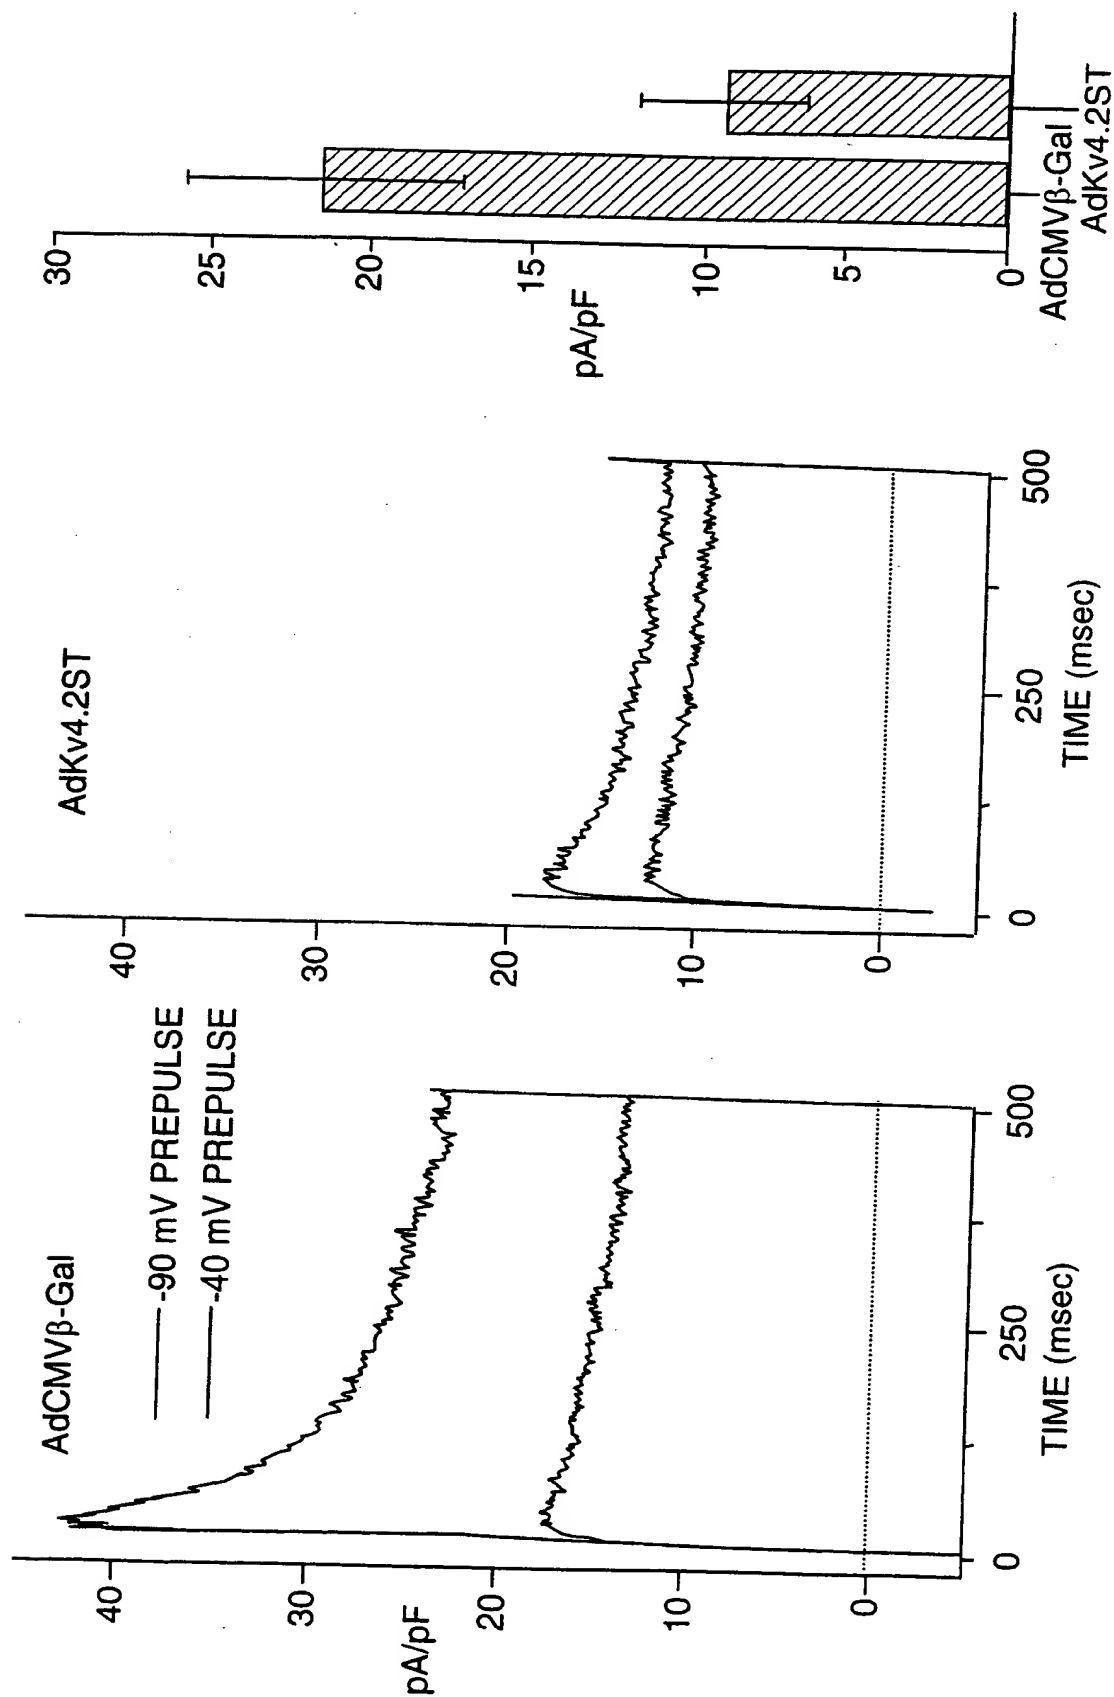 AdCMVβ-Gal
-90 mV PREPULSE
-40 mV PREPULSE
pA/pF
40
30
20
10
0
0
250
500
TIME (msec)
AdKv4.2ST
40
30
20
10
0
0
250
500
TIME (msec)
pA/pF
30
25
20
15
10
5
0
AdCMVβ-Gal
AdKv4.2ST